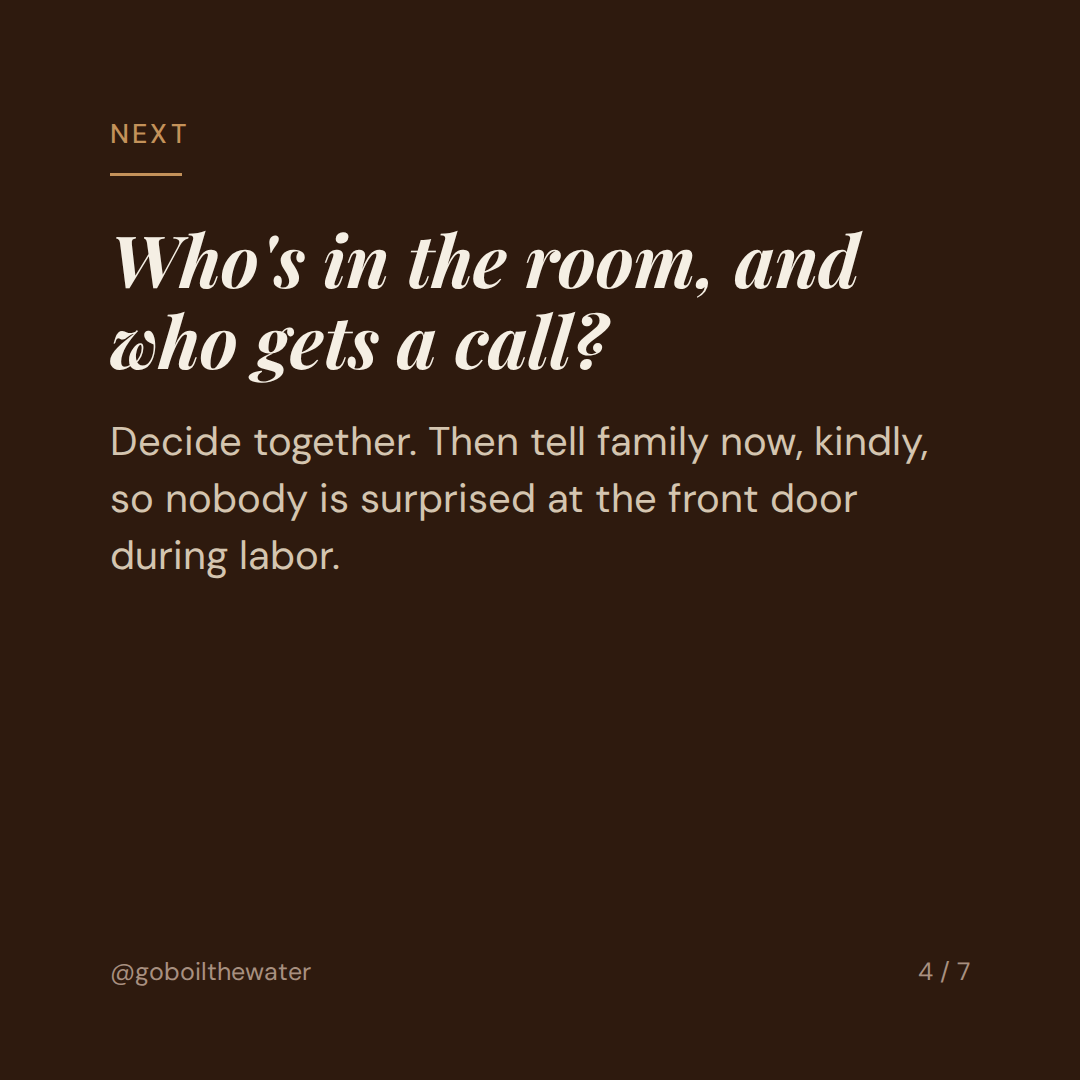 NEXT
Who's in the room, and
who gets a call?
Decide together. Then tell family now, kindly,
so nobody is surprised at the front door
during labor.
@goboilthewater
4 / 7